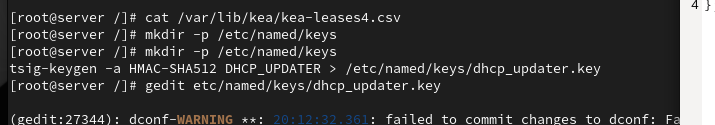 [root@server /]# cat /var/lib/kea/kea-leases4.csv
[root@server /]# mkdir -p /etc/named/keys
[root@server /]# mkdir -p /etc/named/keys
tsig-keygen -a HMAC-SHA512 DHCP_UPDATER > /etc/named/keys/dhcp_updater.key
[root@server /]# gedit etc/named/keys/dhcp_updater.key
(gedit:27344): dconf-WARNING **: 20:12:32.361: failed to commit changes to dconf: Fa
4 }